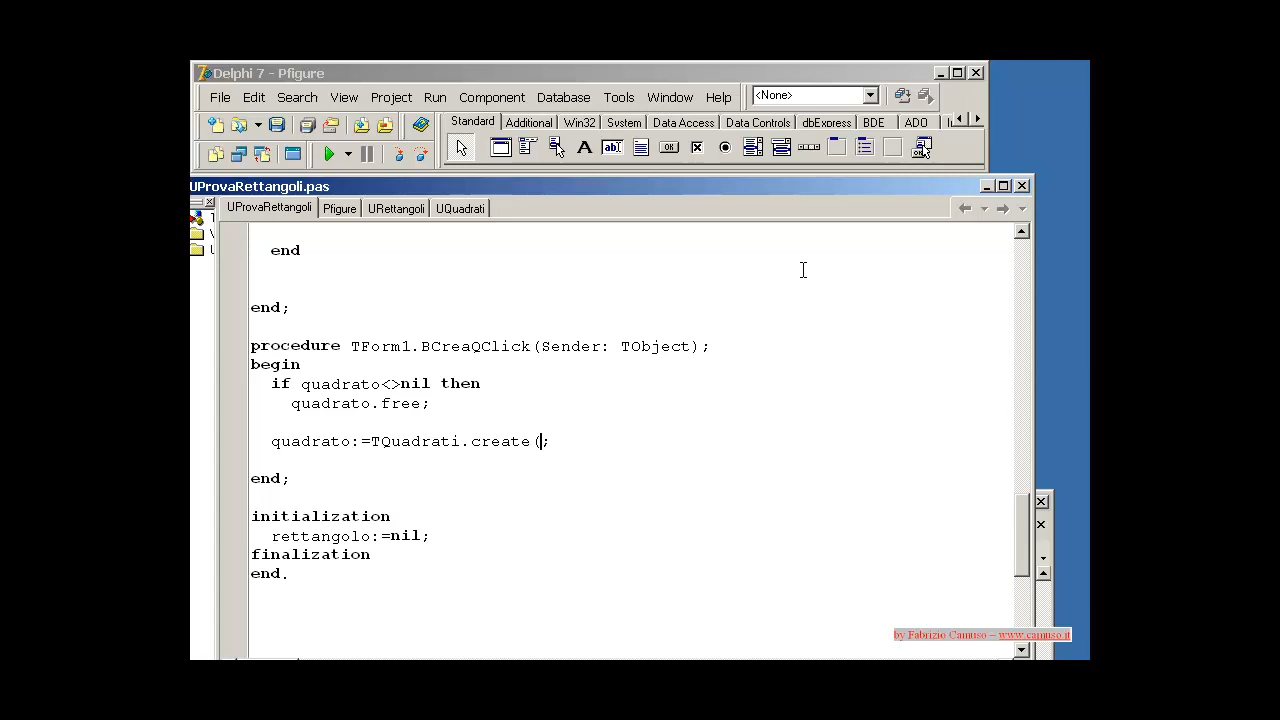 Delphi 7 - Pfigure
File Edit Search View Project Run Component Database Tools Window Help
<None>
Standard Additional Win32 System Data Access Data Controls dbExpress BDE ADO
UProvaRettangoli.pas
UProvaRettangoli Pfigure URettangoli UQuadrati
end
end;
procedure TForm1.BCreaQClick(Sender: TObject);
begin
if quadrato<>nil then
quadrato.free;
quadrato:=TQuadrati.create(;
end;
initialization
rettangolo:=nil;
finalization
end.
by Fabrizio Camuso – www.camuso.it